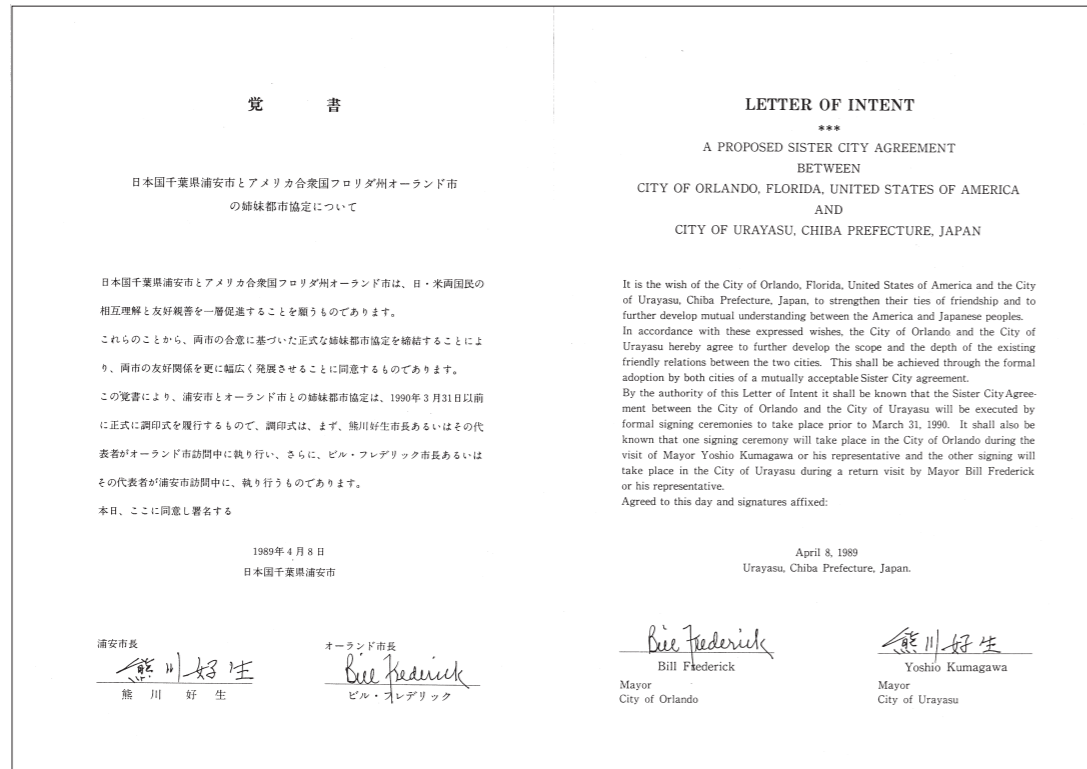 覚　書
日本国千葉県浦安市とアメリカ合衆国フロリダ州オーランド市
の姉妹都市協定について
日本国千葉県浦安市とアメリカ合衆国フロリダ州オーランド市は、日・米両国民の
相互理解と友好親善を一層促進することを願うものであります。
これらのことから、両市の合意に基づいた正式な姉妹都市協定を締結することによ
り、両市の友好関係を更に幅広く発展させることに同意するものであります。
この覚書により、浦安市とオーランド市との姉妹都市協定は、1990年3月31日以前
に正式に調印式を履行するもので、調印式は、まず、熊川好生市長あるいはその代
表者がオーランド市訪問中に執り行い、さらに、ビル・フレデリック市長あるいは
その代表者が浦安市訪問中に、執り行うものであります。
本日、ここに同意し署名する
1989年4月8日
日本国千葉県浦安市
浦安市長
熊川好生
熊川好生
オーランド市長
Bill Frederick
ビル・フレデリック
LETTER OF INTENT
***
A PROPOSED SISTER CITY AGREEMENT
BETWEEN
CITY OF ORLANDO, FLORIDA, UNITED STATES OF AMERICA
AND
CITY OF URAYASU, CHIBA PREFECTURE, JAPAN
It is the wish of the City of Orlando, Florida, United States of America and the City
of Urayasu, Chiba Prefecture, Japan, to strengthen their ties of friendship and to
further develop mutual understanding between the America and Japanese peoples.
In accordance with these expressed wishes, the City of Orlando and the City of
Urayasu hereby agree to further develop the scope and the depth of the existing
friendly relations between the two cities. This shall be achieved through the formal
adoption by both cities of a mutually acceptable Sister City agreement.
By the authority of this Letter of Intent it shall be known that the Sister City Agree-
ment between the City of Orlando and the City of Urayasu will be executed by
formal signing ceremonies to take place prior to March 31, 1990. It shall also be
known that one signing ceremony will take place in the City of Orlando during the
visit of Mayor Yoshio Kumagawa or his representative and the other signing will
take place in the City of Urayasu during a return visit by Mayor Bill Frederick
or his representative.
Agreed to this day and signatures affixed:
April 8, 1989
Urayasu, Chiba Prefecture, Japan.
Bill Frederick
Bill Frederick
Mayor
City of Orlando
熊川好生
Yoshio Kumagawa
Mayor
City of Urayasu